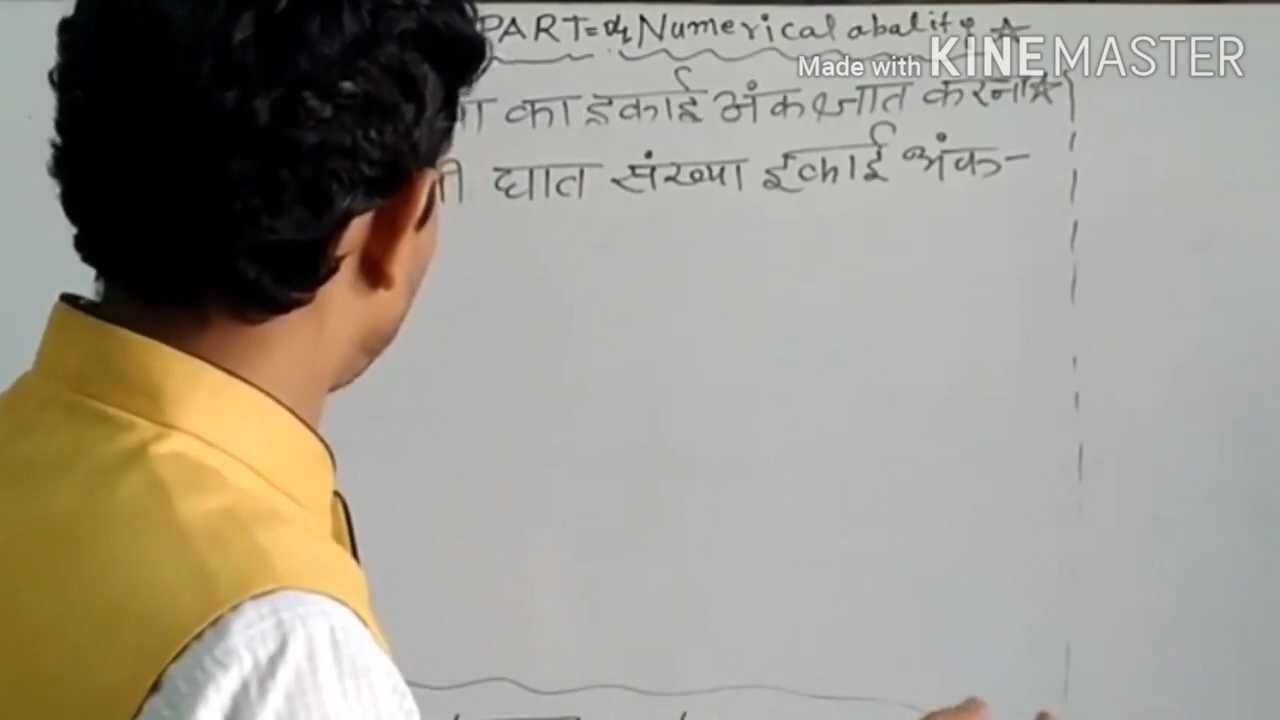 PART= Numerical abality ☆
Made with KINEMASTER
का इकाई अंक ज्ञात करना☆
घात संख्या इकाई अंक-